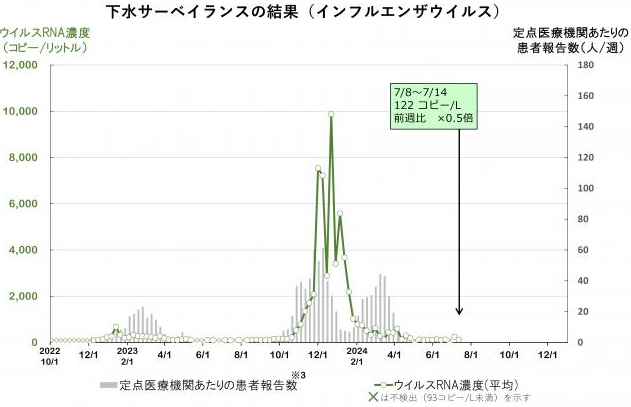 下水サーベイランスの結果（インフルエンザウイルス）
ウイルスRNA濃度
（コピー/リットル）
定点医療機関あたりの
患者報告数(人/週)
12,000
10,000
8,000
6,000
4,000
2,000
0
180
160
140
120
100
80
60
40
20
0
7/8～7/14
122 コピー/L
前週比　×0.5倍
2022 2023 2024
10/1 12/1 2/1 4/1 6/1 8/1 10/1 12/1 2/1 4/1 6/1 8/1 10/1 12/1
※3
定点医療機関あたりの患者報告数
ウイルスRNA濃度(平均)
×は不検出（93コピー/L未満）を示す